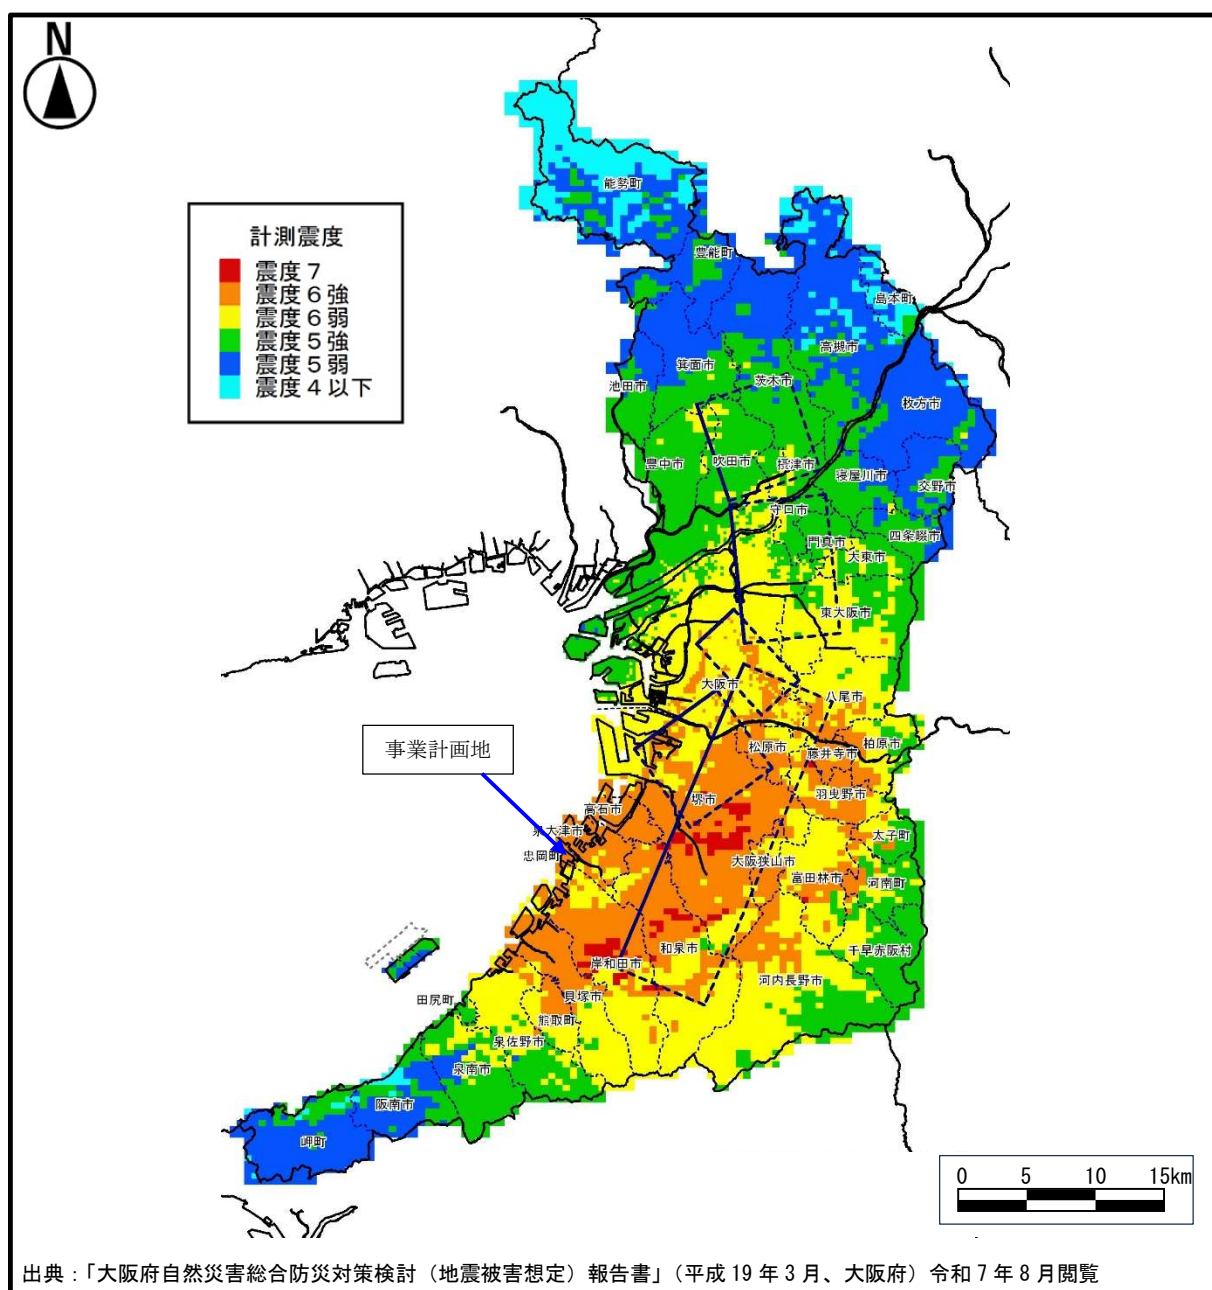 N
計測震度
震度７
震度６強
震度６弱
震度５強
震度５弱
震度４以下
能勢町
豊能町
島本町
高槻市
箕面市
茨木市
池田市
枚方市
豊中市
吹田市
摂津市
寝屋川市
交野市
守口市
門真市
四条畷市
大東市
東大阪市
大阪市
八尾市
事業計画地
松原市
藤井寺市
柏原市
羽曳野市
堺市
高石市
泉大津市
太子町
忠岡町
大阪狭山市
富田林市
河南町
和泉市
千早赤阪村
岸和田市
河内長野市
貝塚市
田尻町
熊取町
泉佐野市
泉南市
阪南市
岬町
0 5 10 15km
出典：「大阪府自然災害総合防災対策検討（地震被害想定）報告書」（平成 19 年 3 月、大阪府）令和 7 年 8 月閲覧